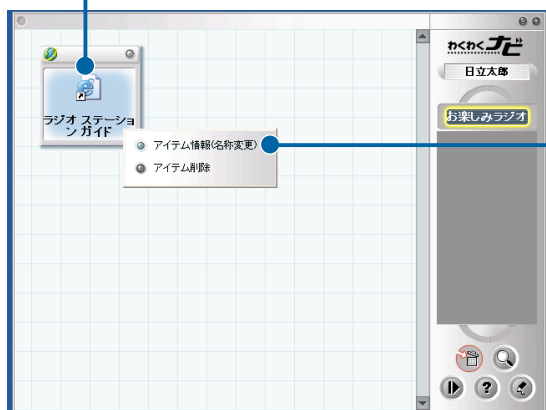 わくわくナビ
日立太郎
お楽しみラジオ
ラジオ ステーショ
ン ガイド
アイテム情報(名称変更)
アイテム削除
?